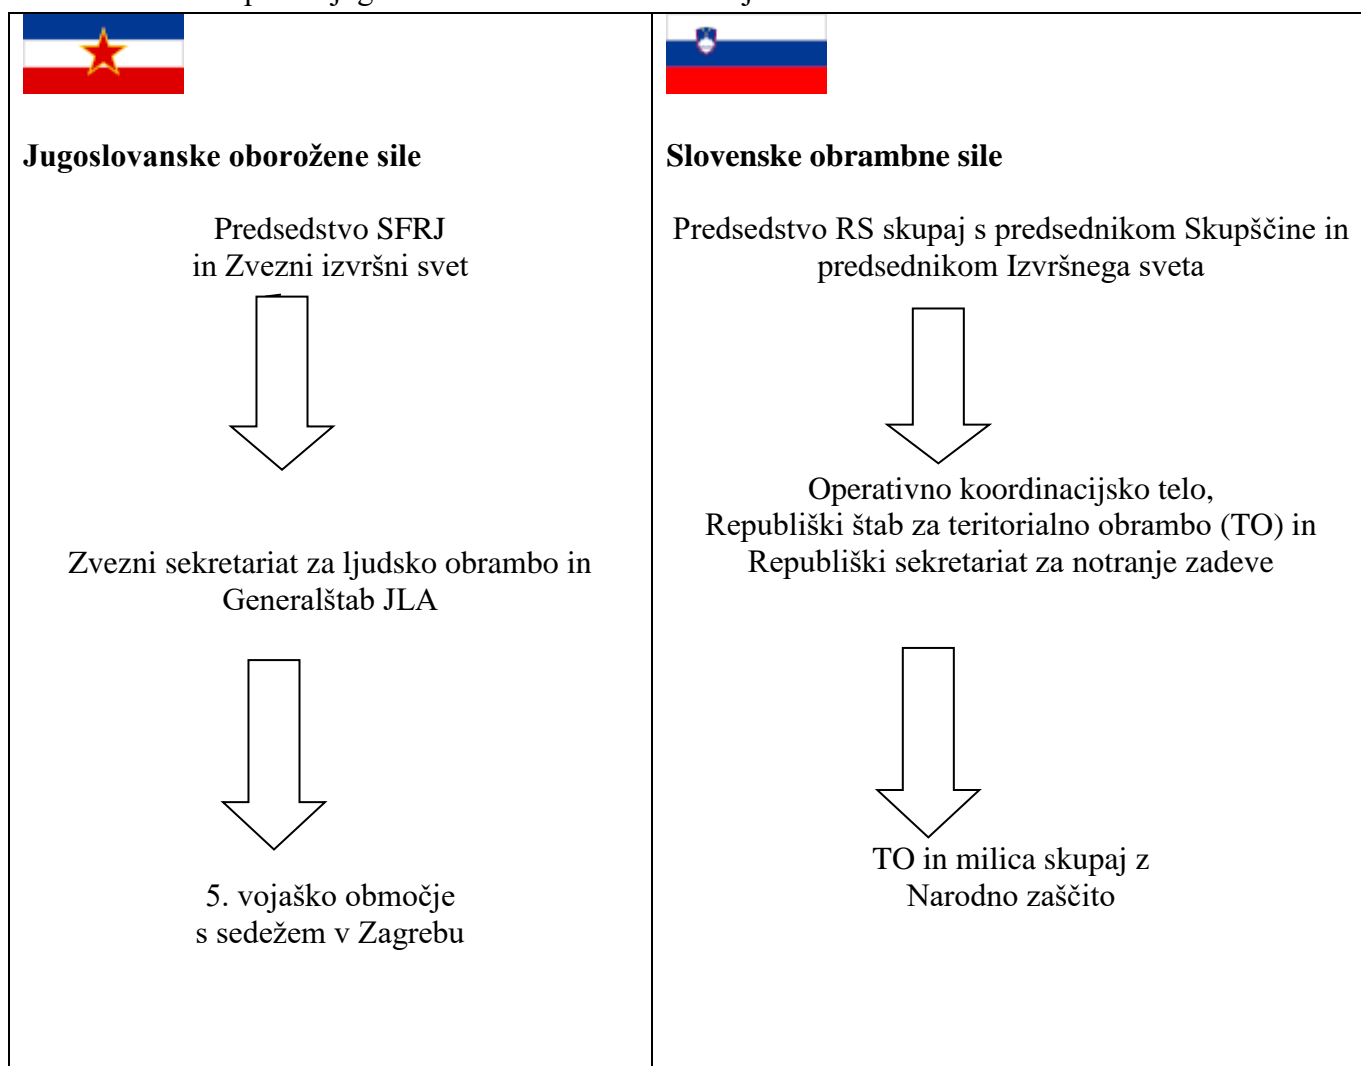 Jugoslovanske oborožene sile
Predsedstvo SFRJ
in Zvezni izvršni svet
Zvezni sekretariat za ljudsko obrambo in
Generalštab JLA
5. vojaško območje
s sedežem v Zagrebu
Slovenske obrambne sile
Predsedstvo RS skupaj s predsednikom Skupščine in
predsednikom Izvršnega sveta
Operativno koordinacijsko telo,
Republiški štab za teritorialno obrambo (TO) in
Republiški sekretariat za notranje zadeve
TO in milica skupaj z
Narodno zaščito